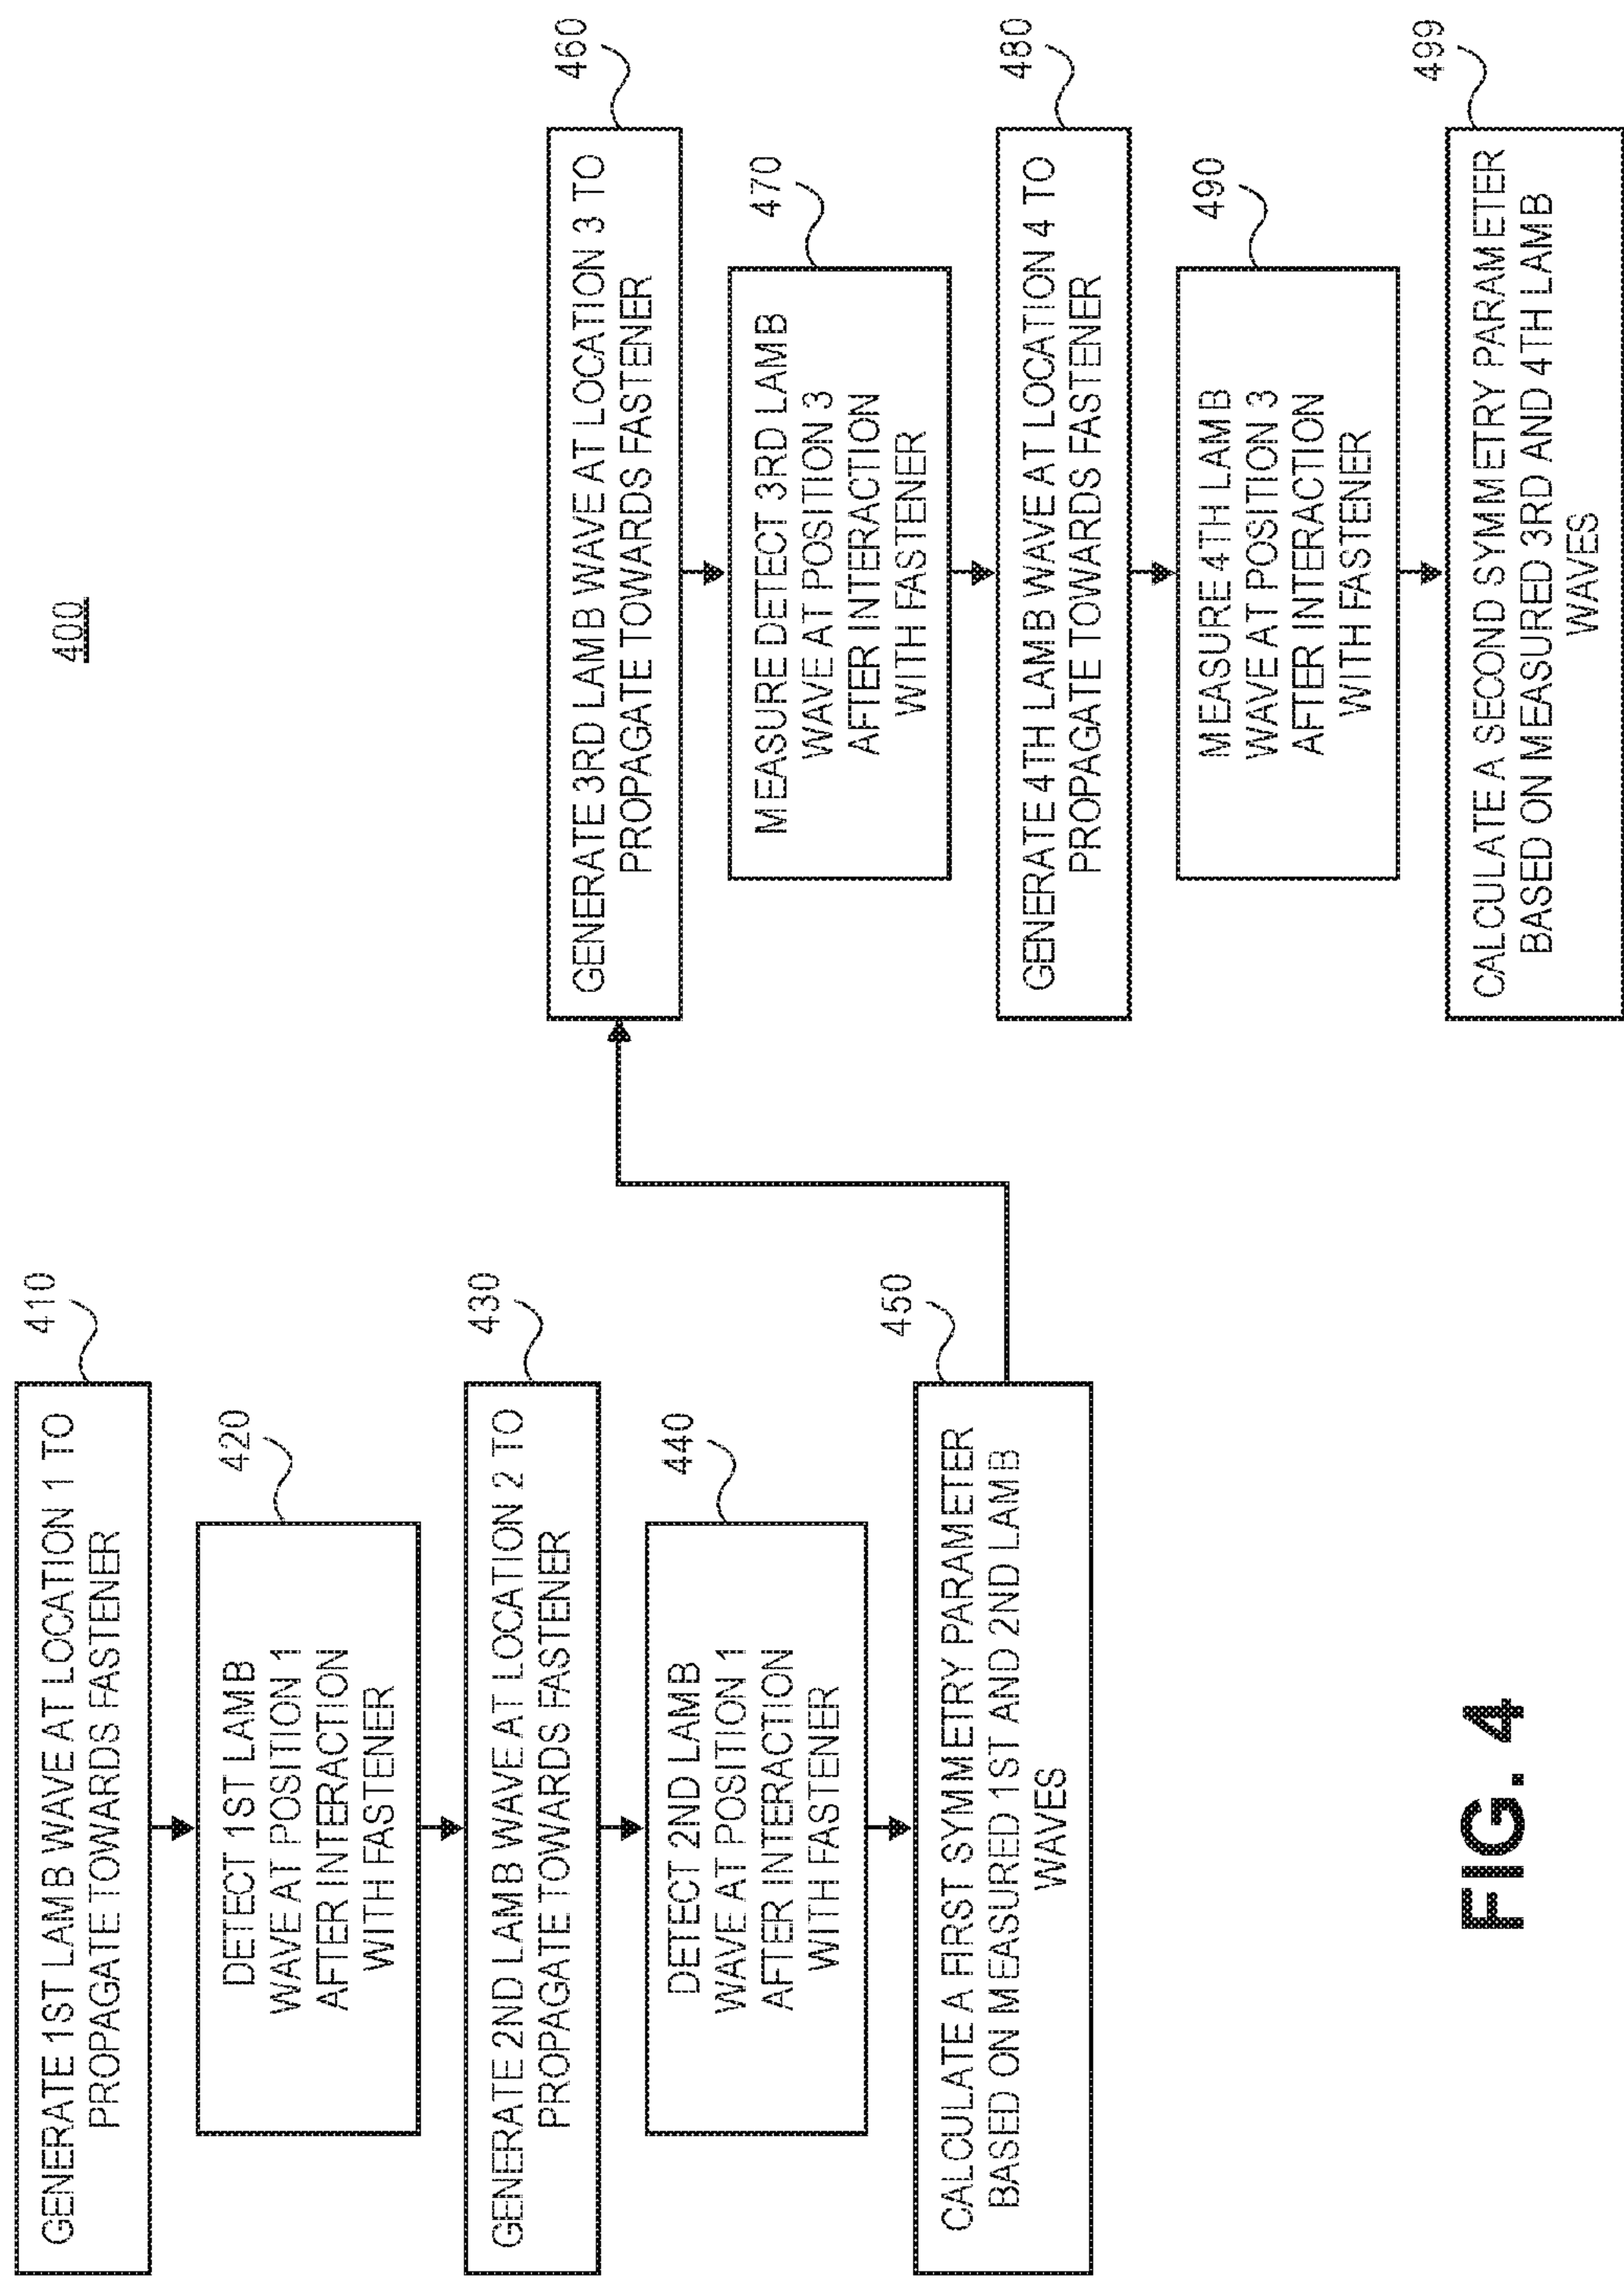 400
410
GENERATE 1ST LAMB WAVE AT LOCATION 1 TO
PROPAGATE TOWARDS FASTENER
420
DETECT 1ST LAMB
WAVE AT POSITION 1
AFTER INTERACTION
WITH FASTENER
430
GENERATE 2ND LAMB WAVE AT LOCATION 2 TO
PROPAGATE TOWARDS FASTENER
440
DETECT 2ND LAMB
WAVE AT POSITION 1
AFTER INTERACTION
WITH FASTENER
450
CALCULATE A FIRST SYMMETRY PARAMETER
BASED ON MEASURED 1ST AND 2ND LAMB
WAVES
460
GENERATE 3RD LAMB WAVE AT LOCATION 3 TO
PROPAGATE TOWARDS FASTENER
470
MEASURE DETECT 3RD LAMB
WAVE AT POSITION 3
AFTER INTERACTION
WITH FASTENER
480
GENERATE 4TH LAMB WAVE AT LOCATION 4 TO
PROPAGATE TOWARDS FASTENER
490
MEASURE 4TH LAMB
WAVE AT POSITION 3
AFTER INTERACTION
WITH FASTENER
499
CALCULATE A SECOND SYMMETRY PARAMETER
BASED ON MEASURED 3RD AND 4TH LAMB
WAVES
FIG. 4